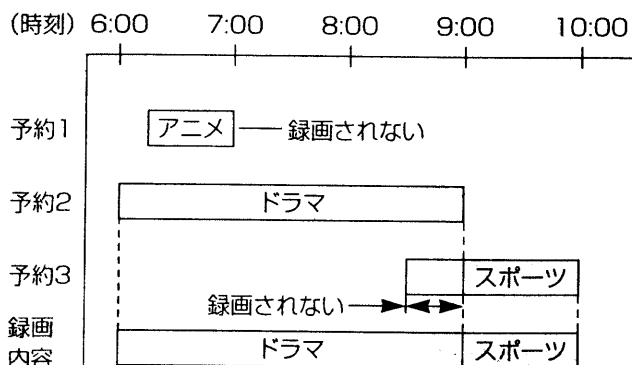 (時刻) 6:00 7:00 8:00 9:00 10:00
予約1 アニメ 録画されない
予約2 ドラマ
予約3 スポーツ
録画されない
録画
内容 ドラマ スポーツ